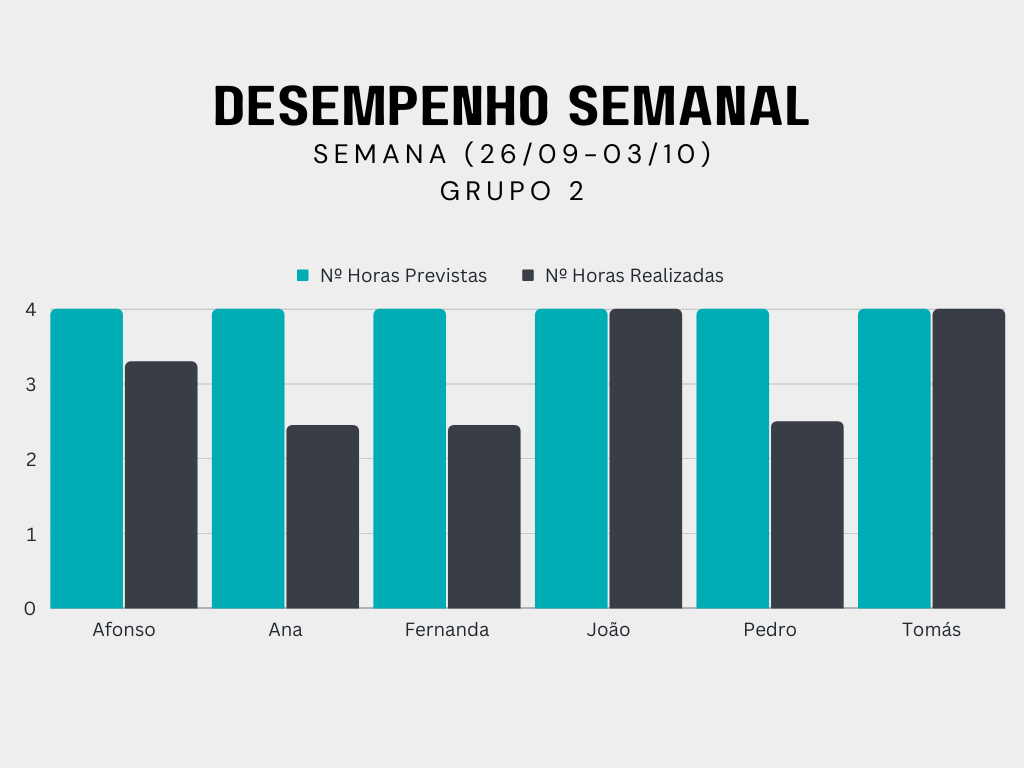 DESEMPENHO SEMANAL
SEMANA (26/09-03/10)
GRUPO 2
Nº Horas Previstas Nº Horas Realizadas
4
3
2
1
0
Afonso Ana Fernanda João Pedro Tomás